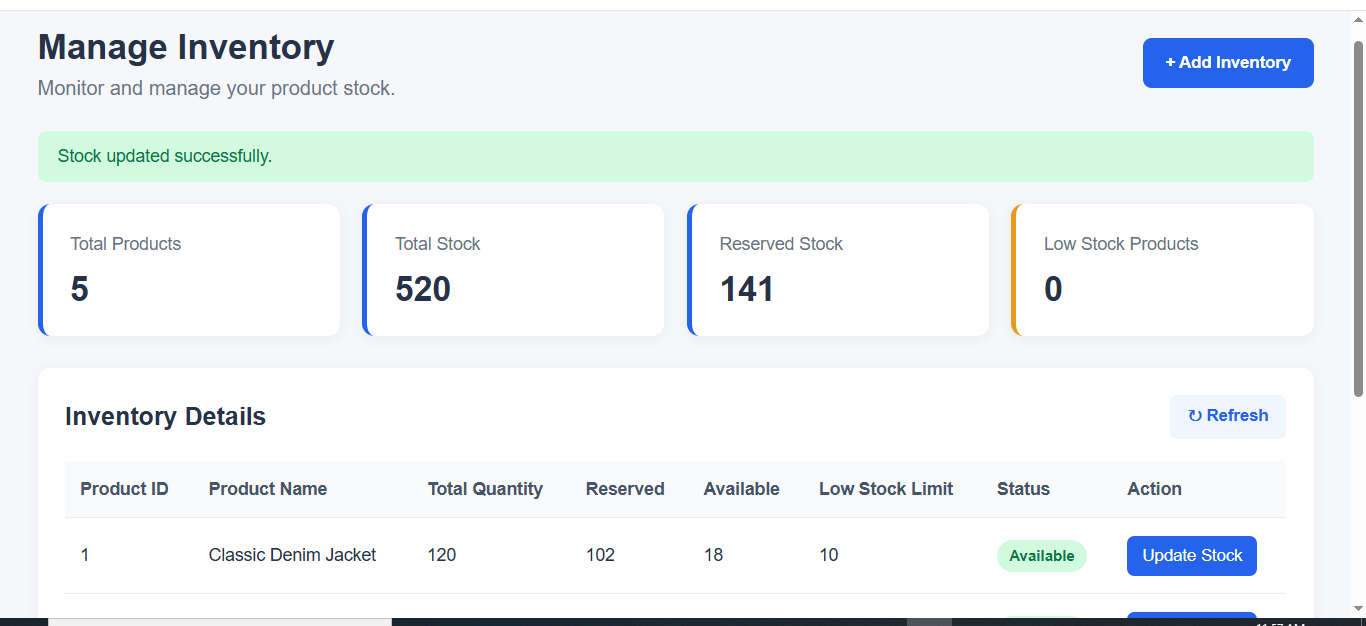 Manage Inventory
+ Add Inventory
Monitor and manage your product stock.
Stock updated successfully.
Total Products
5
Total Stock
520
Reserved Stock
141
Low Stock Products
0
Inventory Details
↻ Refresh
Product ID Product Name Total Quantity Reserved Available Low Stock Limit Status Action
1 Classic Denim Jacket 120 102 18 10 Available Update Stock